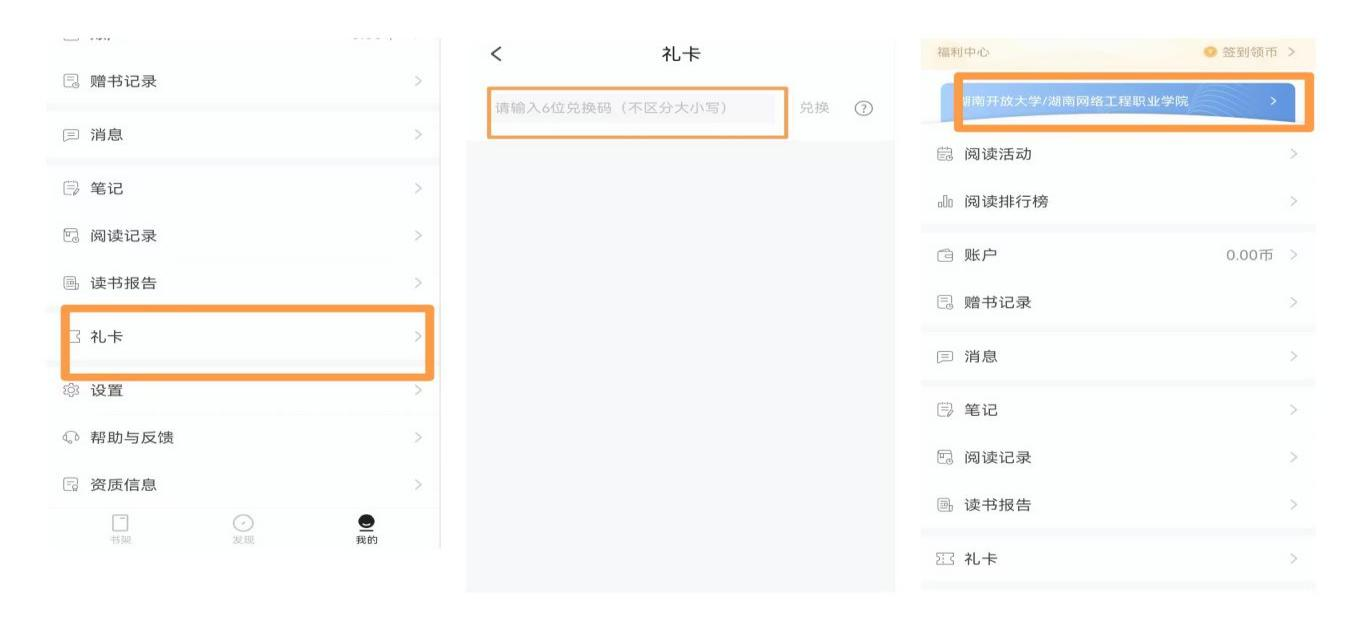 赠书记录
消息
笔记
阅读记录
读书报告
礼卡
设置
帮助与反馈
资质信息
书架
发现
我的
礼卡
请输入6位兑换码（不区分大小写）
兑换
福利中心
签到领币
湖南开放大学/湖南网络工程职业学院
阅读活动
阅读排行榜
账户
0.00币
赠书记录
消息
笔记
阅读记录
读书报告
礼卡